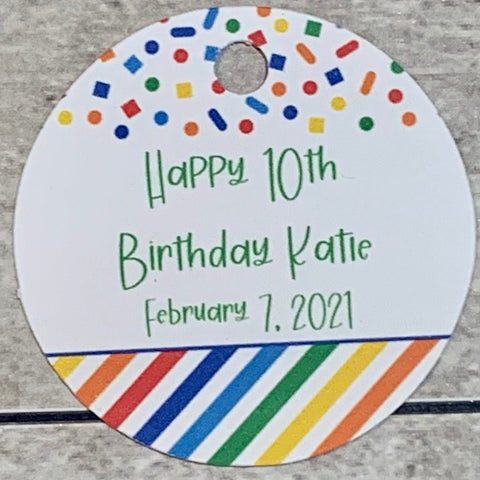 Happy 10th
Birthday Katie
February 7, 2021